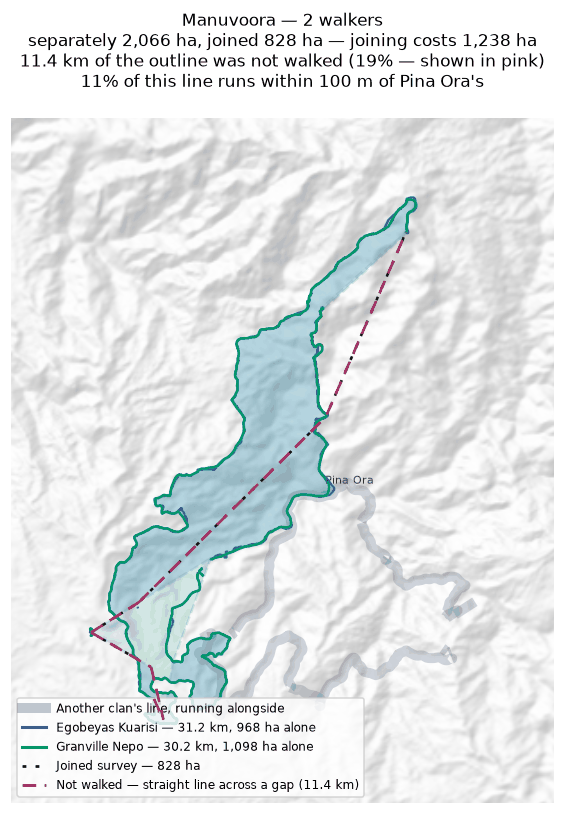 Manuvoora — 2 walkers
separately 2,066 ha, joined 828 ha — joining costs 1,238 ha
11.4 km of the outline was not walked (19% — shown in pink)
11% of this line runs within 100 m of Pina Ora's
Pina Ora
Another clan's line, running alongside
Egobeyas Kuarisi — 31.2 km, 968 ha alone
Granville Nepo — 30.2 km, 1,098 ha alone
Joined survey — 828 ha
Not walked — straight line across a gap (11.4 km)